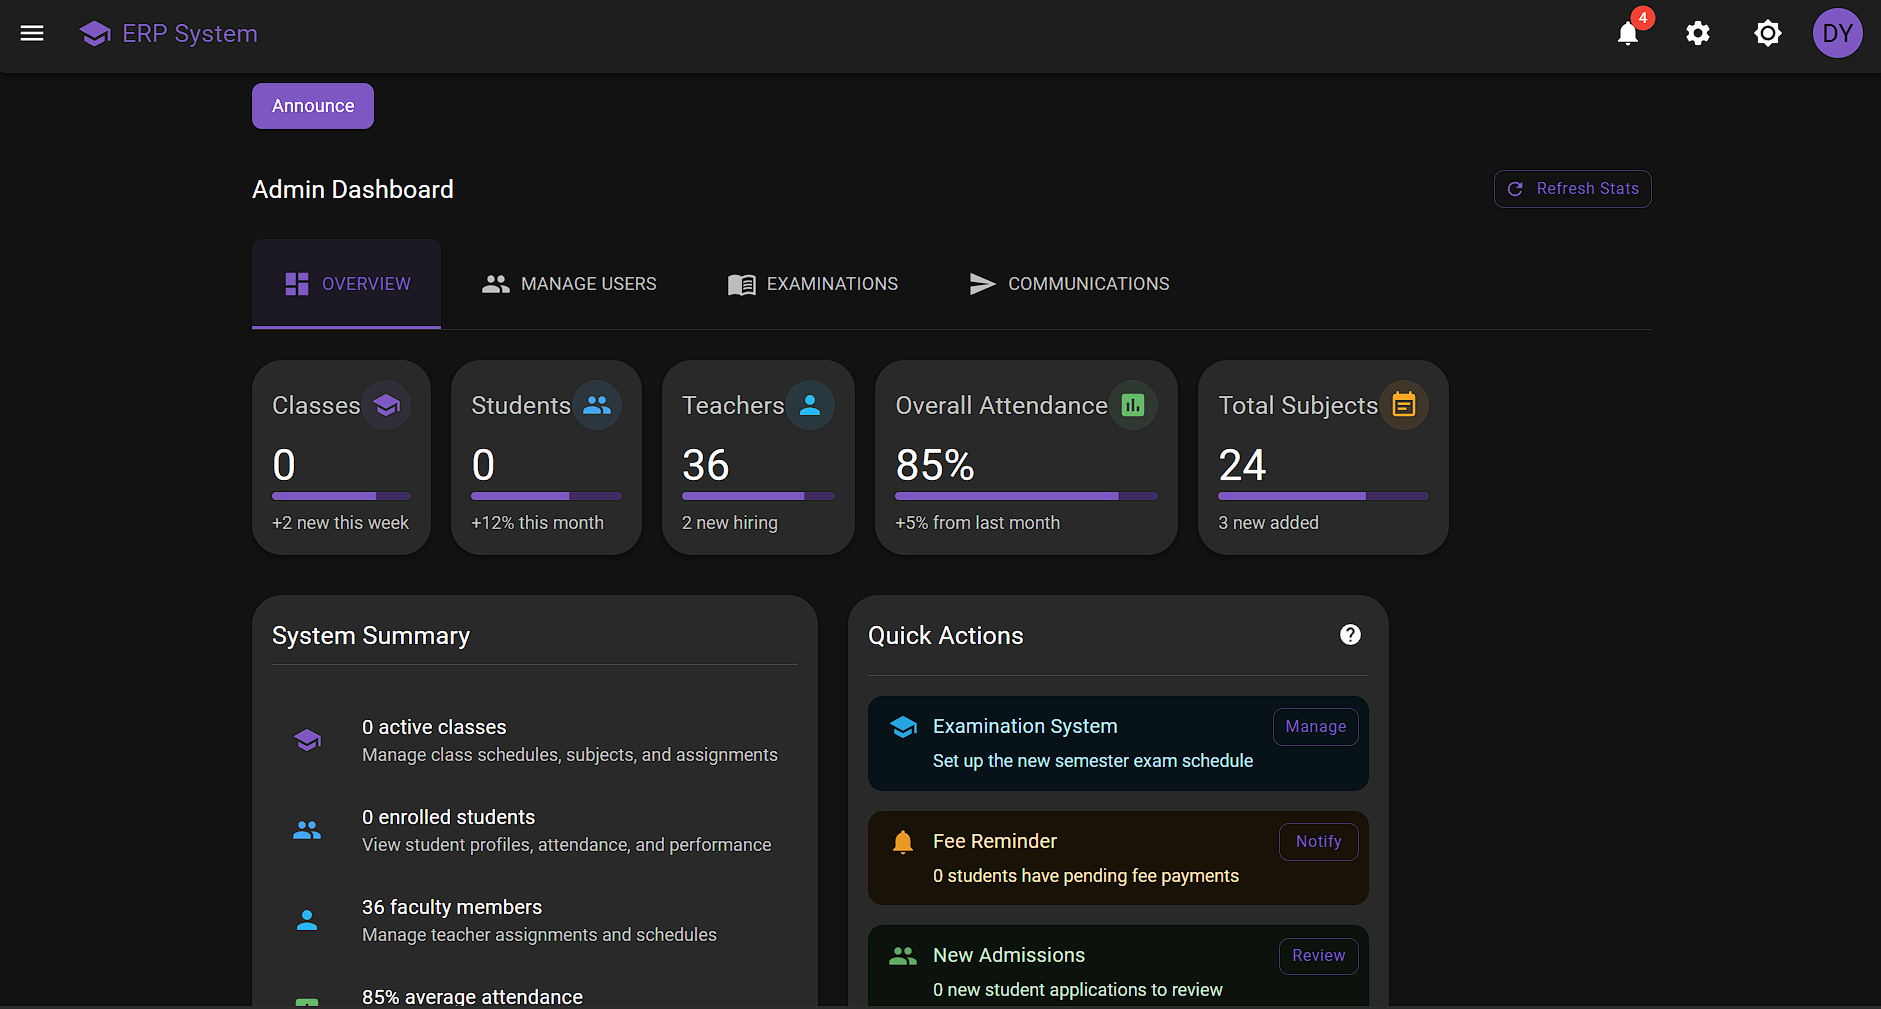 ERP System
4
DY
Announce
Admin Dashboard
Refresh Stats
OVERVIEW
MANAGE USERS
EXAMINATIONS
COMMUNICATIONS
Classes
0
+2 new this week
Students
0
+12% this month
Teachers
36
2 new hiring
Overall Attendance
85%
+5% from last month
Total Subjects
24
3 new added
System Summary
0 active classes
Manage class schedules, subjects, and assignments
0 enrolled students
View student profiles, attendance, and performance
36 faculty members
Manage teacher assignments and schedules
85% average attendance
Quick Actions
?
Examination System
Manage
Set up the new semester exam schedule
Fee Reminder
Notify
0 students have pending fee payments
New Admissions
Review
0 new student applications to review